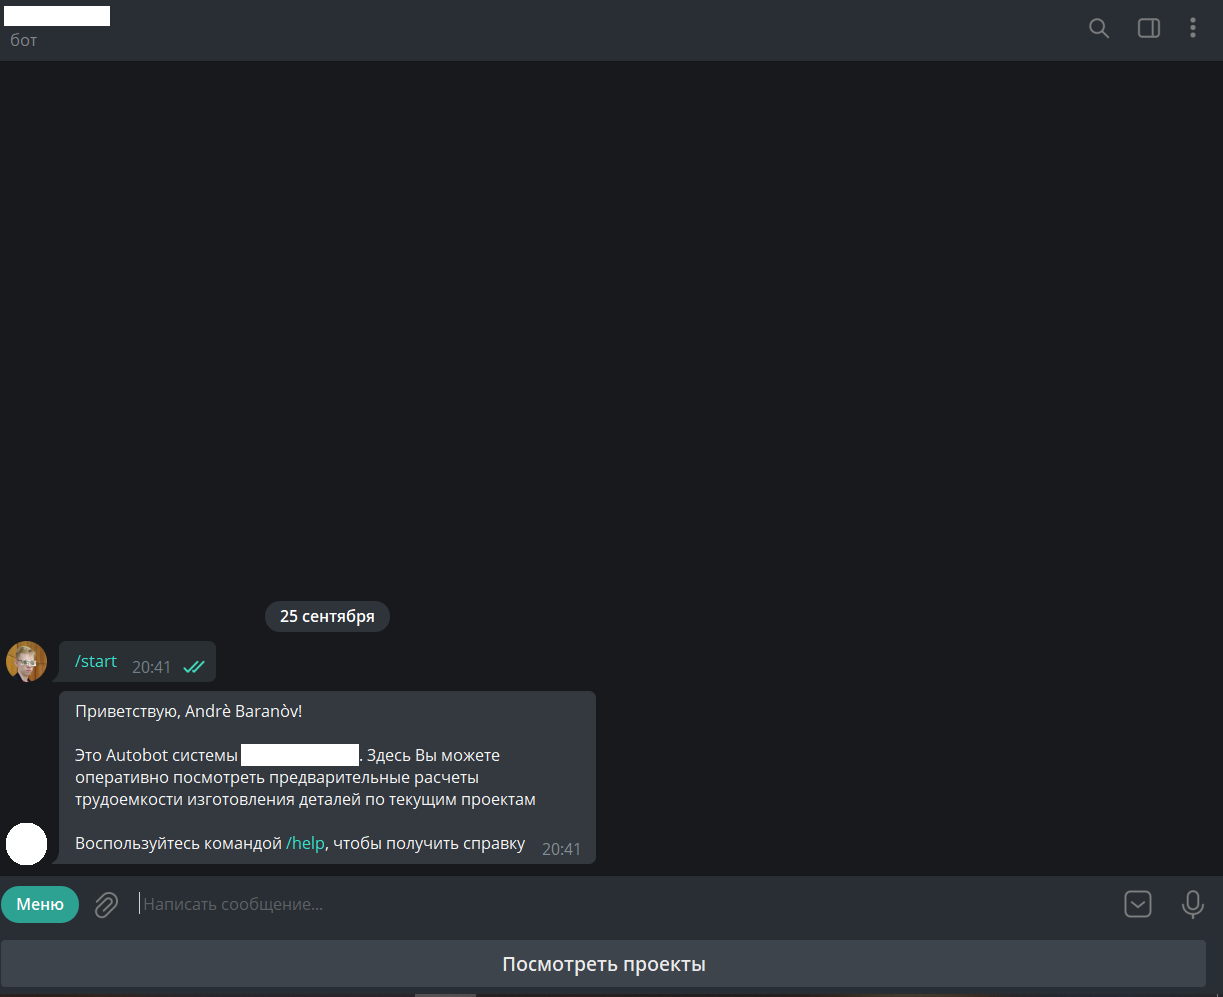 бот
25 сентября
/start 20:41
Приветствую, Andrè Baranòv!
Это Autobot системы . Здесь Вы можете
оперативно посмотреть предварительные расчеты
трудоемкости изготовления деталей по текущим проектам
Воспользуйтесь командой /help, чтобы получить справку 20:41
Меню Написать сообщение...
Посмотреть проекты